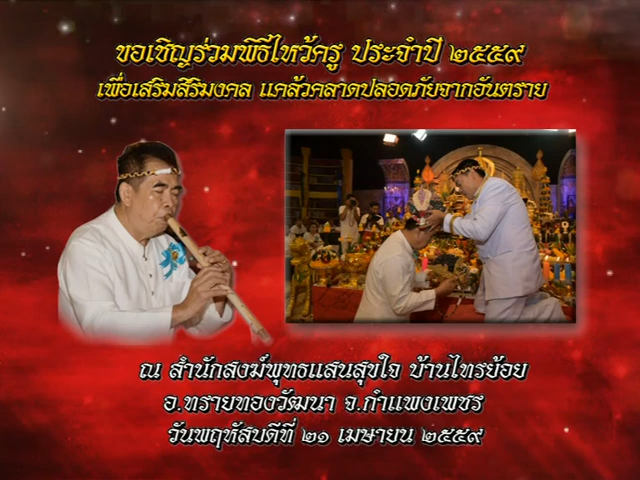 ขอเชิญร่วมพิธีไหว้ครู ประจำปี ๒๕๕๙
เพื่อเสริมสิริมงคล แคล้วคลาดปลอดภัยจากอันตราย
ณ สำนักสงฆ์พุทธแสนสุขใจ บ้านไทรย้อย
อ.ทรายทองวัฒนา จ.กำแพงเพชร
วันพฤหัสบดีที่ ๒๑ เมษายน ๒๕๕๙